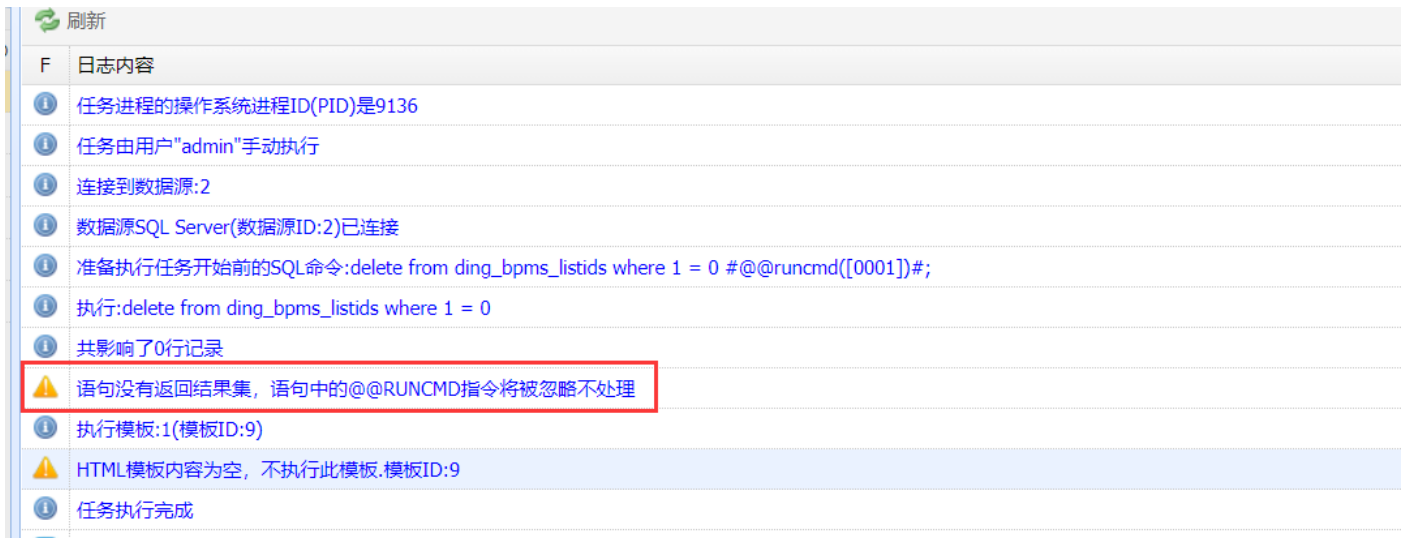 刷新
F 日志内容
任务进程的操作系统进程ID(PID)是9136
任务由用户"admin"手动执行
连接到数据源:2
数据源SQL Server(数据源ID:2)已连接
准备执行任务开始前的SQL命令:delete from ding_bpms_listids where 1 = 0 #@@runcmd([0001])#;
执行:delete from ding_bpms_listids where 1 = 0
共影响了0行记录
语句没有返回结果集，语句中的@@RUNCMD指令将被忽略不处理
执行模板:1(模板ID:9)
HTML模板内容为空，不执行此模板.模板ID:9
任务执行完成